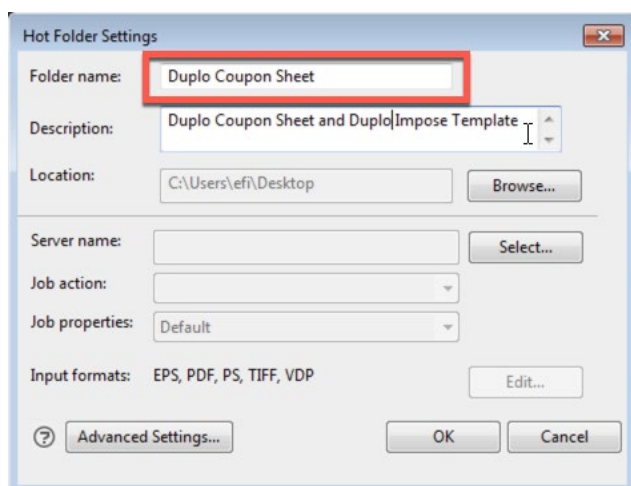 Hot Folder Settings
Folder name: Duplo Coupon Sheet
Description: Duplo Coupon Sheet and Duplo Impose Template
Location: C:\Users\efi\Desktop Browse...
Server name: Select...
Job action:
Job properties: Default
Input formats: EPS, PDF, PS, TIFF, VDP Edit...
? Advanced Settings... OK Cancel